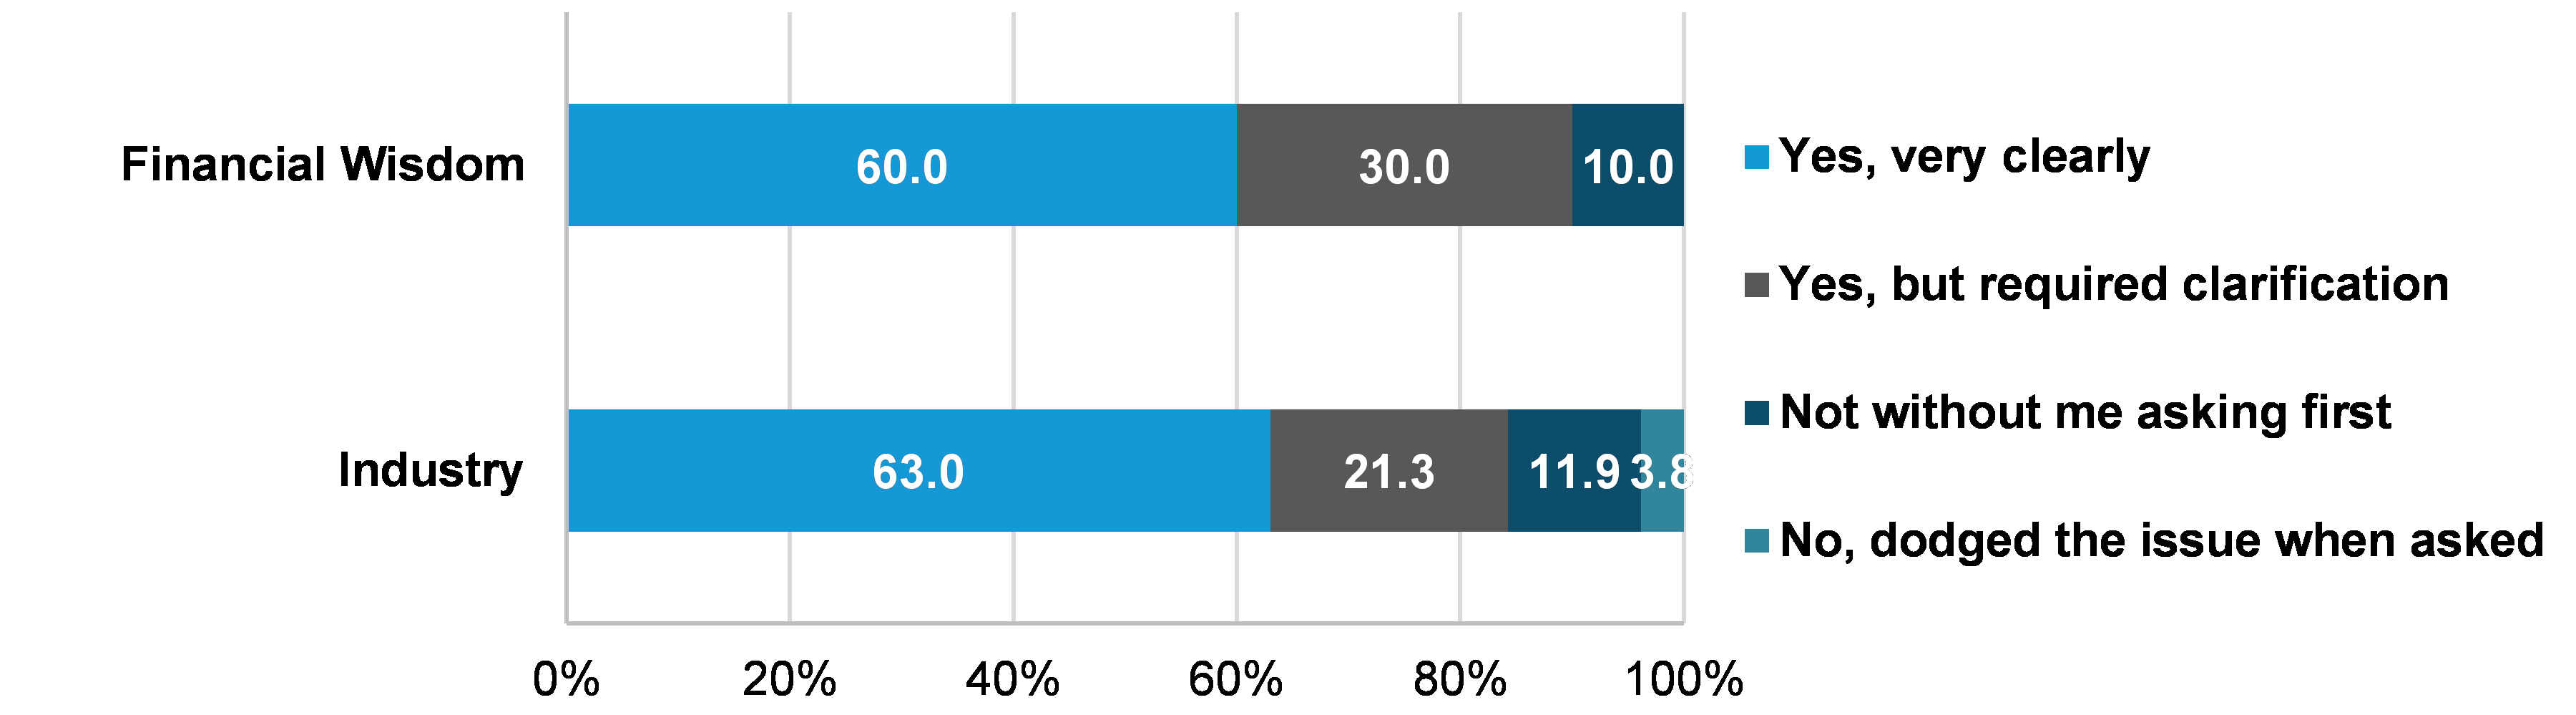 Financial Wisdom
60.0
30.0
10.0
Industry
63.0
21.3
11.9
3.8
0%
20%
40%
60%
80%
100%
Yes, very clearly
Yes, but required clarification
Not without me asking first
No, dodged the issue when asked